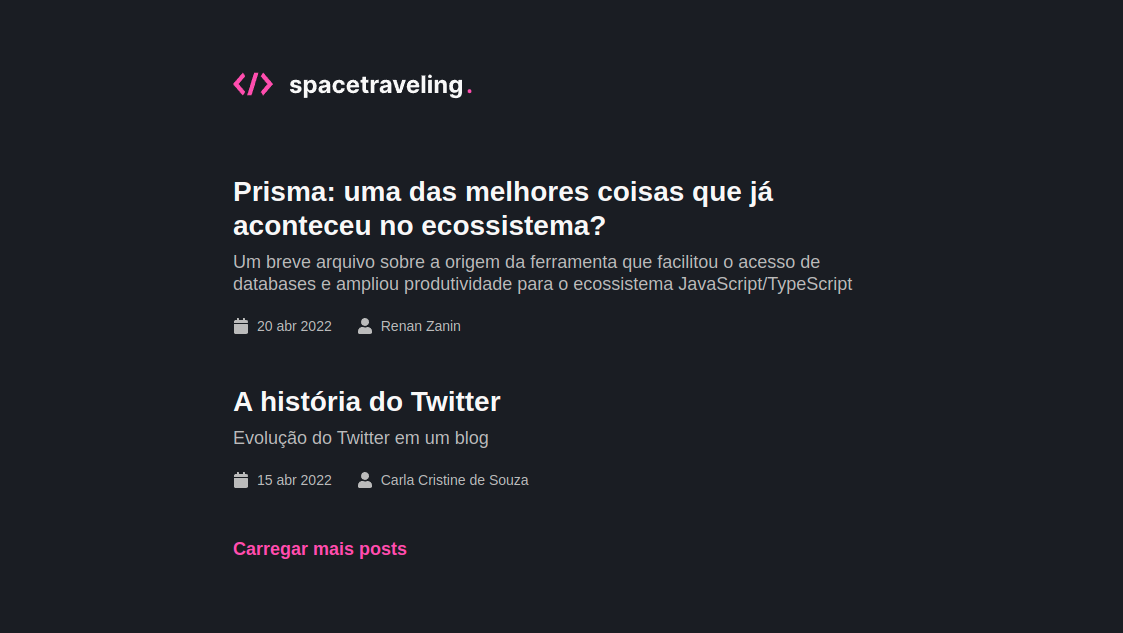 </> spacetraveling.
Prisma: uma das melhores coisas que já
aconteceu no ecossistema?
Um breve arquivo sobre a origem da ferramenta que facilitou o acesso de
databases e ampliou produtividade para o ecossistema JavaScript/TypeScript
20 abr 2022 Renan Zanin
A história do Twitter
Evolução do Twitter em um blog
15 abr 2022 Carla Cristine de Souza
Carregar mais posts